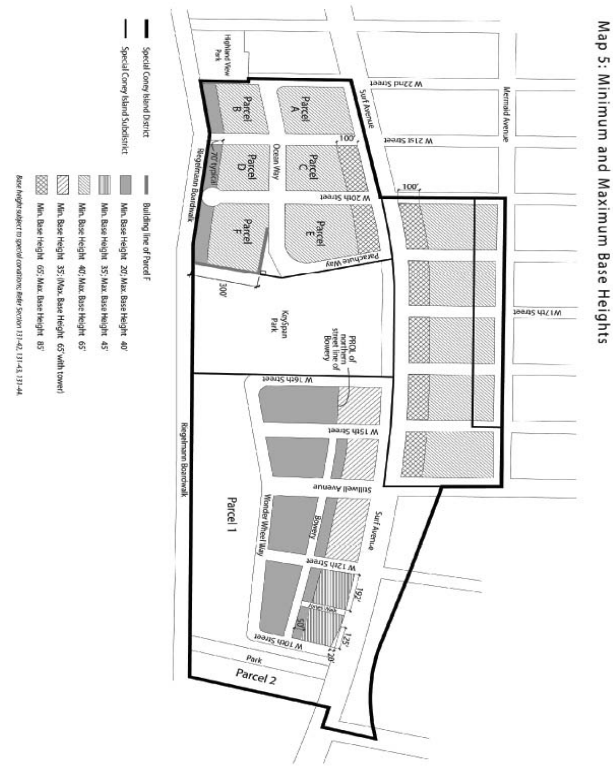 Map 5: Minimum and Maximum Base Heights
Mermaid Avenue
W 22nd Street
W 21st Street
W 20th Street
W 17th Street
Surf Avenue
100'
100'
Highland View
Park
Parcel
A
Parcel
B
Parcel
C
Parcel
D
Parcel
E
Parcel
F
Ocean Way
70' typical
Parachute Way
300'
Riegelmann Boardwalk
KeySpan
Park
PROL of
northern
street line of
Bowery
W 16th Street
W 15th Street
Stillwell Avenue
Surf Avenue
Bowery
W 12th Street
Wonder Wheel Way
W 10th Street
192'
125'
20'
50'
Parcel 1
Park
Parcel 2
Riegelmann Boardwalk
Special Coney Island District
Special Coney Island Subdistrict
Building line of Parcel F
Min. Base Height 20'; Max. Base Height 40'
Min. Base Height 35'; Max. Base Height 45'
Min. Base Height 40'; Max. Base Height 65'
Min. Base Height 35'; (Max. Base Height 65' with tower)
Min. Base Height 65'; Max. Base Height 85'
Base height subject to special conditions; Refer Section 131-42, 131-43, 131-44.